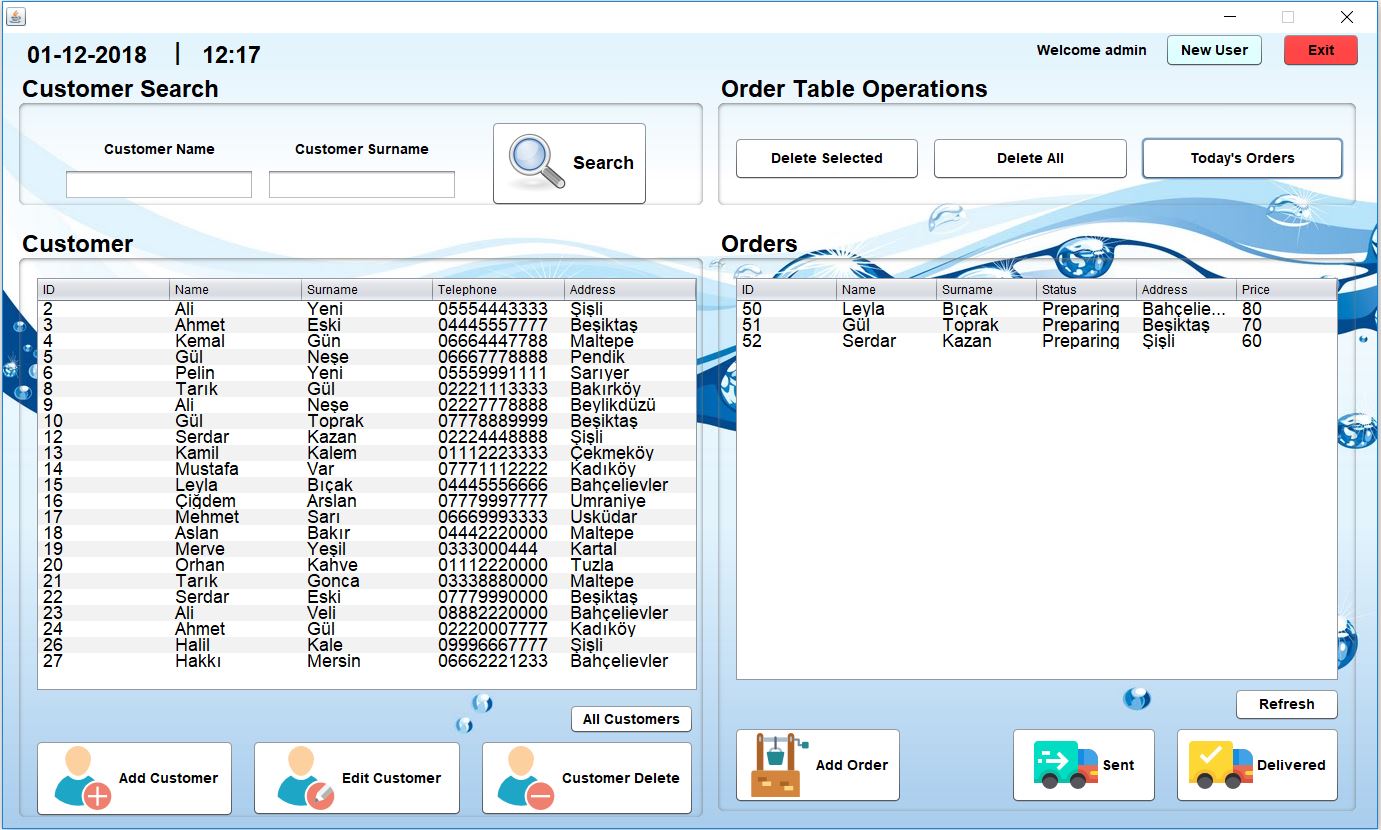 01-12-2018 | 12:17
Welcome admin
New User
Exit
Customer Search
Customer Name
Customer Surname
Search
Order Table Operations
Delete Selected
Delete All
Today's Orders
Customer
ID Name Surname Telephone Address
2 Ali Yeni 05554443333 Şişli
3 Ahmet Eski 04445557777 Beşiktaş
4 Kemal Gün 06664447788 Maltepe
5 Gül Neşe 06667778888 Pendik
6 Pelin Yeni 05559991111 Sarıyer
8 Tarık Gül 02221113333 Bakırköy
9 Ali Neşe 02227778888 Beylikdüzü
10 Gül Toprak 07778889999 Beşiktaş
12 Serdar Kazan 02224448888 Şişli
13 Kamil Kalem 01112223333 Çekmeköy
14 Mustafa Var 07771112222 Kadıköy
15 Leyla Bıçak 04445556666 Bahçelievler
16 Çiğdem Arslan 07779997777 Ümraniye
17 Mehmet Sarı 06669993333 Üsküdar
18 Aslan Bakır 04442220000 Maltepe
19 Merve Yeşil 0333000444 Kartal
20 Orhan Kahve 01112220000 Tuzla
21 Tarık Gonca 03338880000 Maltepe
22 Serdar Eski 07779990000 Beşiktaş
23 Ali Veli 08882220000 Bahçelievler
24 Ahmet Gül 02220007777 Kadıköy
26 Halil Kale 09996667777 Şişli
27 Hakkı Mersin 06662221233 Bahçelievler
All Customers
Add Customer
Edit Customer
Customer Delete
Orders
ID Name Surname Status Address Price
50 Leyla Bıçak Preparing Bahçelie... 80
51 Gül Toprak Preparing Beşiktaş 70
52 Serdar Kazan Preparing Şişli 60
Refresh
Add Order
Sent
Delivered